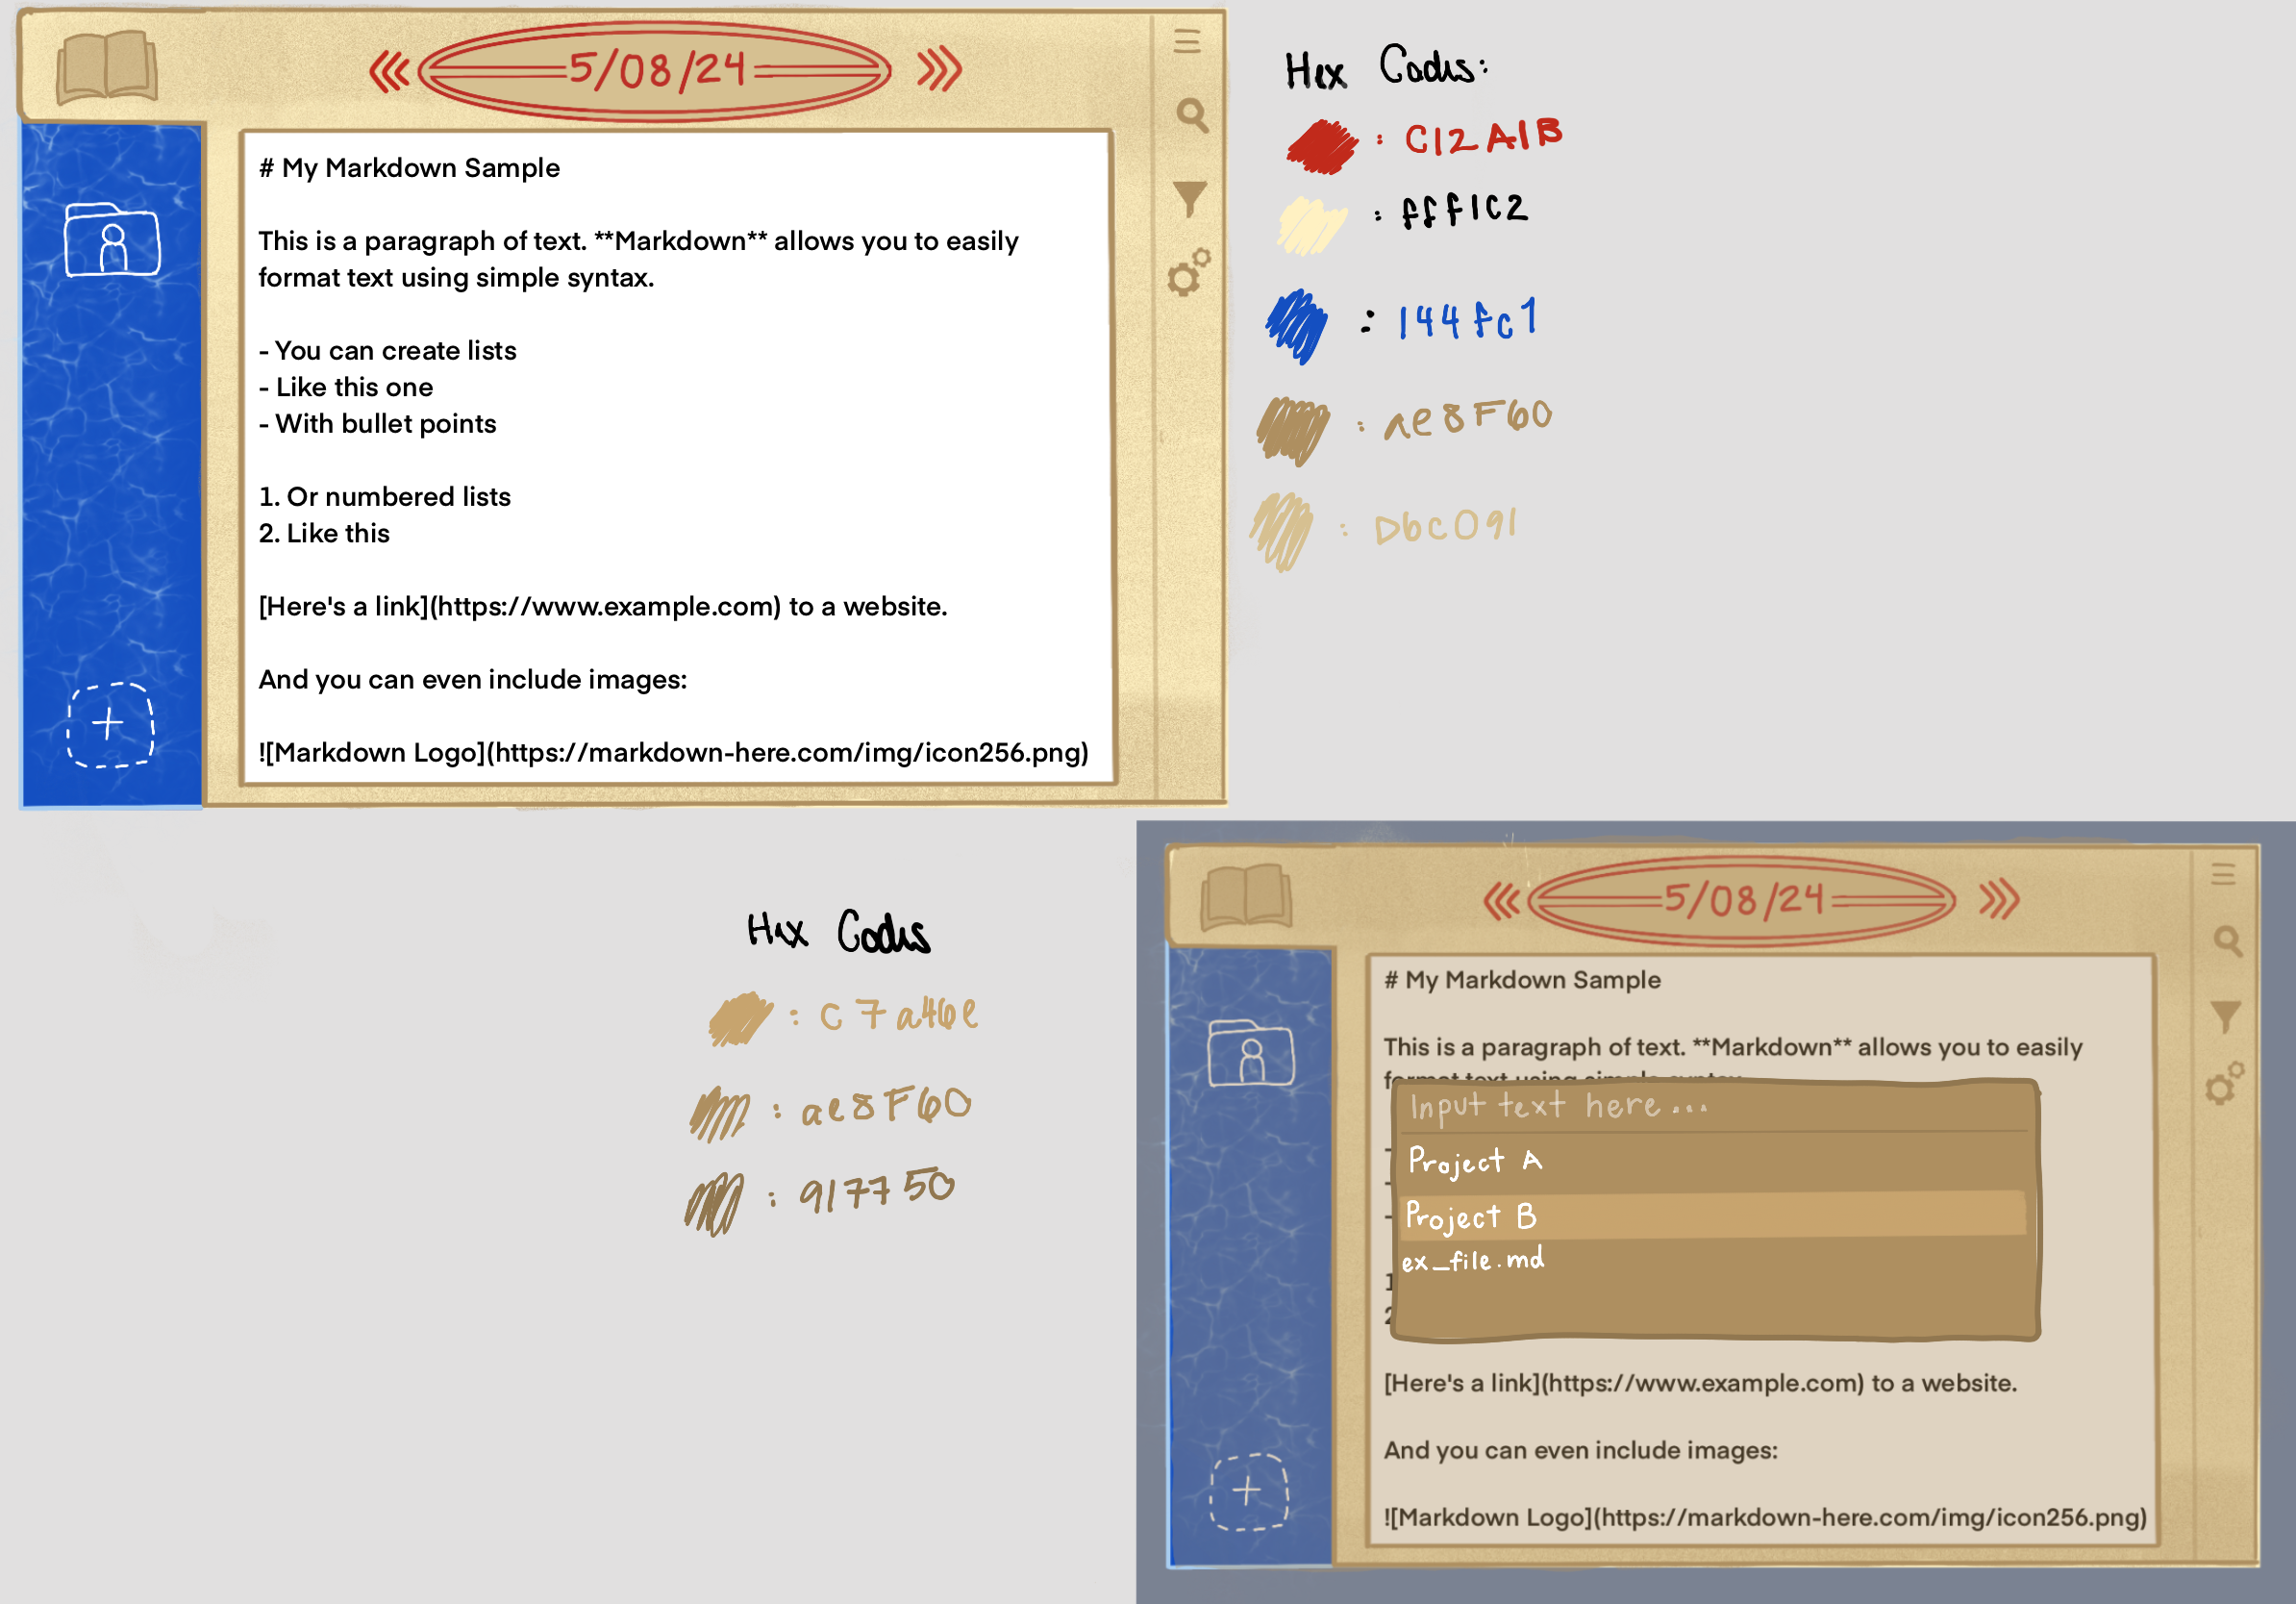 5/08/24
# My Markdown Sample
This is a paragraph of text. **Markdown** allows you to easily
format text using simple syntax.
- You can create lists
- Like this one
- With bullet points
1. Or numbered lists
2. Like this
[Here's a link](https://www.example.com) to a website.
And you can even include images:
![Markdown Logo](https://markdown-here.com/img/icon256.png)
Hex Codes:
: C12A1B
: fff1C2
: 144fc1
: ae8F60
: D6C091
Hex Codes
: c7a46e
: ae8F60
: 917750
5/08/24
# My Markdown Sample
This is a paragraph of text. **Markdown** allows you to easily
format text using simple syntax.
Input text here...
Project A
Project B
ex_file.md
[Here's a link](https://www.example.com) to a website.
And you can even include images:
![Markdown Logo](https://markdown-here.com/img/icon256.png)